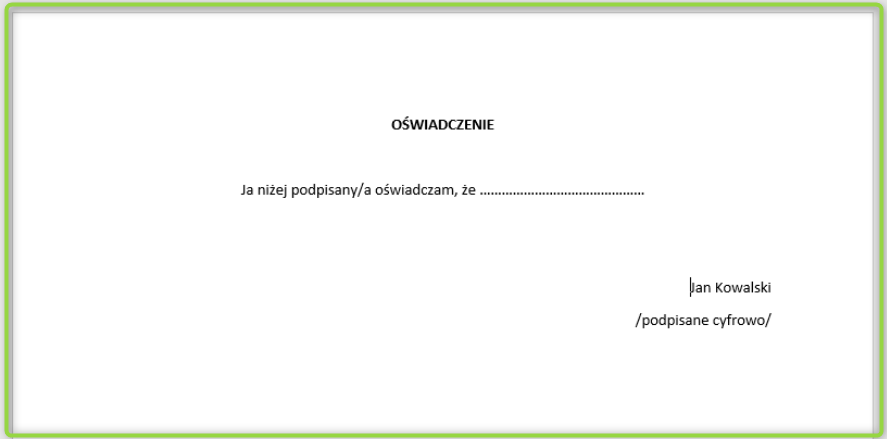 OŚWIADCZENIE
Ja niżej podpisany/a oświadczam, że ………………………………………
Jan Kowalski
/podpisane cyfrowo/